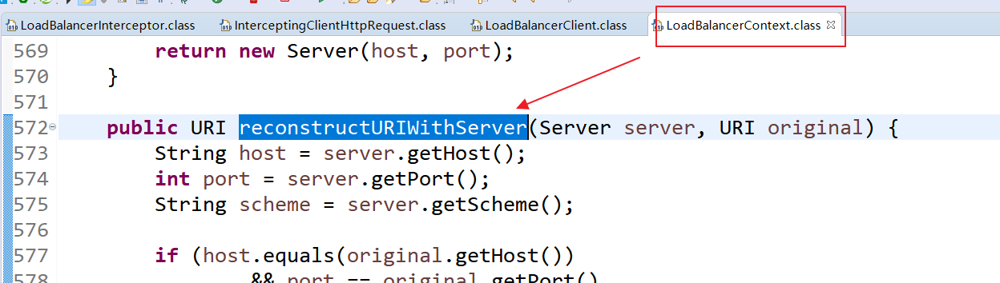 LoadBalancerInterceptor.class InterceptingClientHttpRequest.class LoadBalancerClient.class LoadBalancerContext.class
569 return new Server(host, port);
570 }
571
572 public URI reconstructURIWithServer(Server server, URI original) {
573 String host = server.getHost();
574 int port = server.getPort();
575 String scheme = server.getScheme();
576
577 if (host.equals(original.getHost())
578 && port == original.getPort()